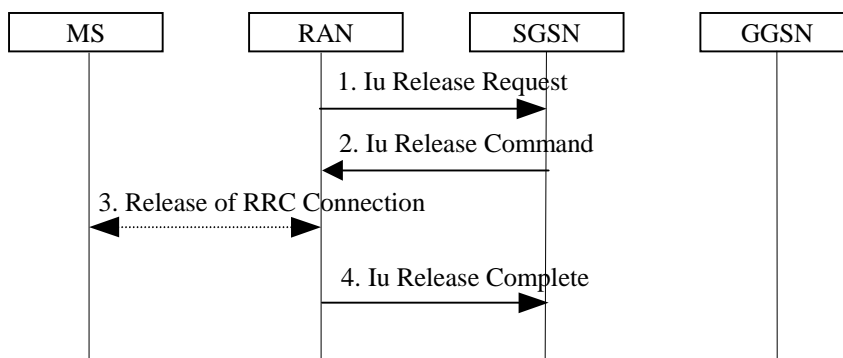 MS
RAN
SGSN
GGSN
1. Iu Release Request
2. Iu Release Command
3. Release of RRC Connection
4. Iu Release Complete